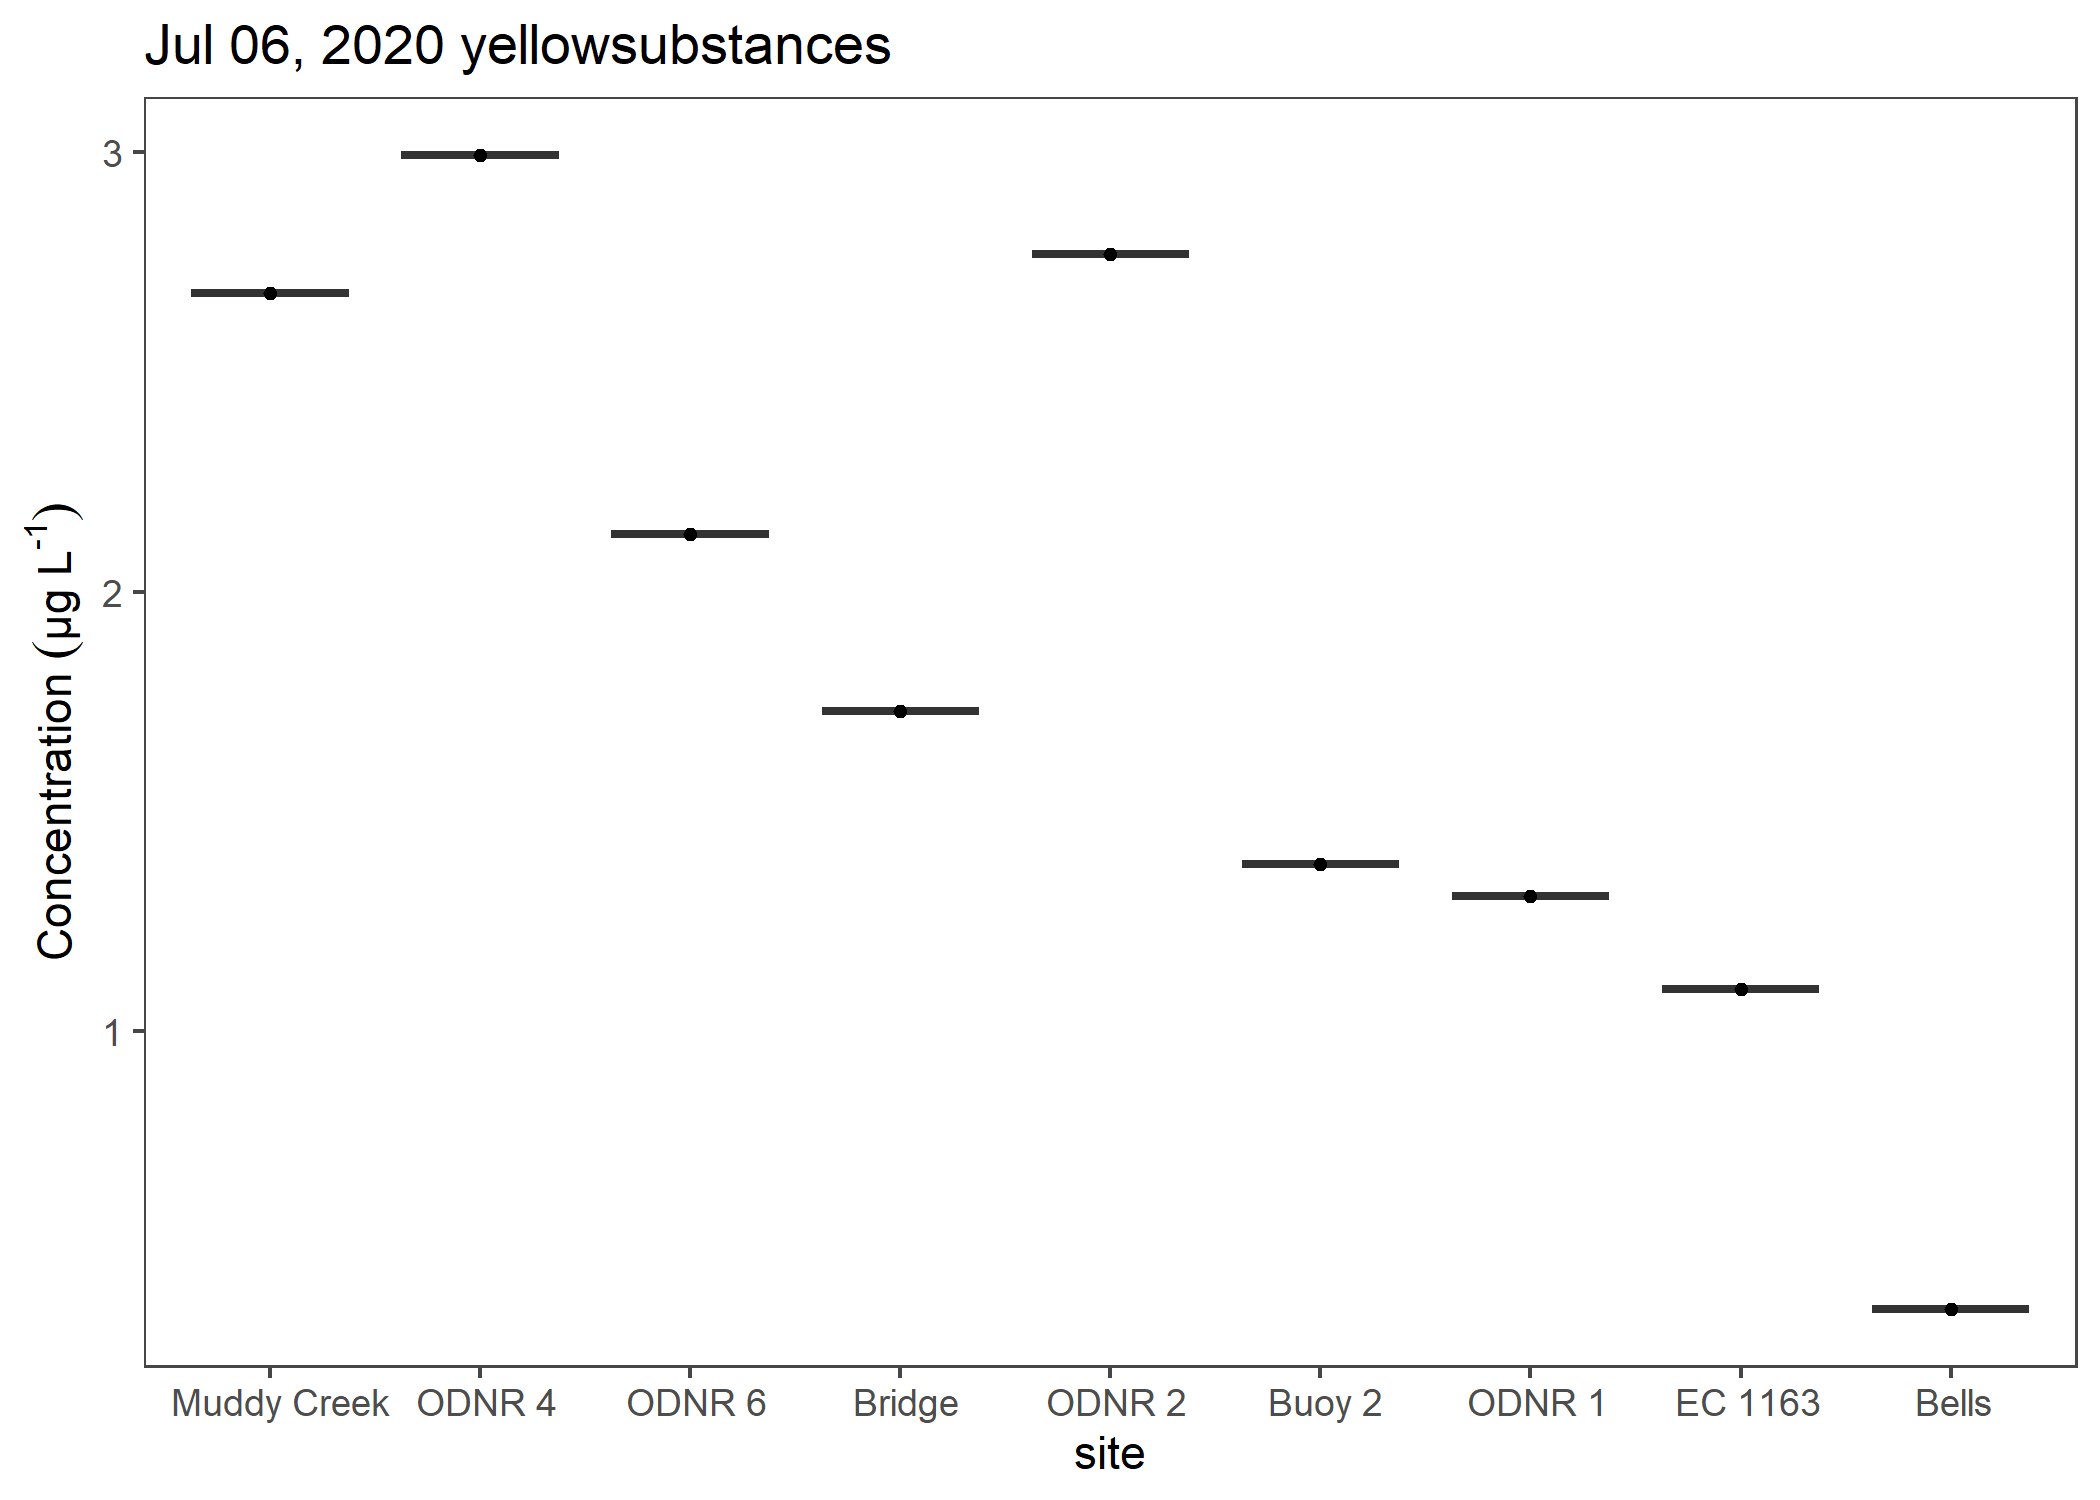 Jul 06, 2020 yellowsubstances
3
2
1
Concentration (µg L⁻¹)
Muddy Creek ODNR 4 ODNR 6 Bridge ODNR 2 Buoy 2 ODNR 1 EC 1163 Bells
site